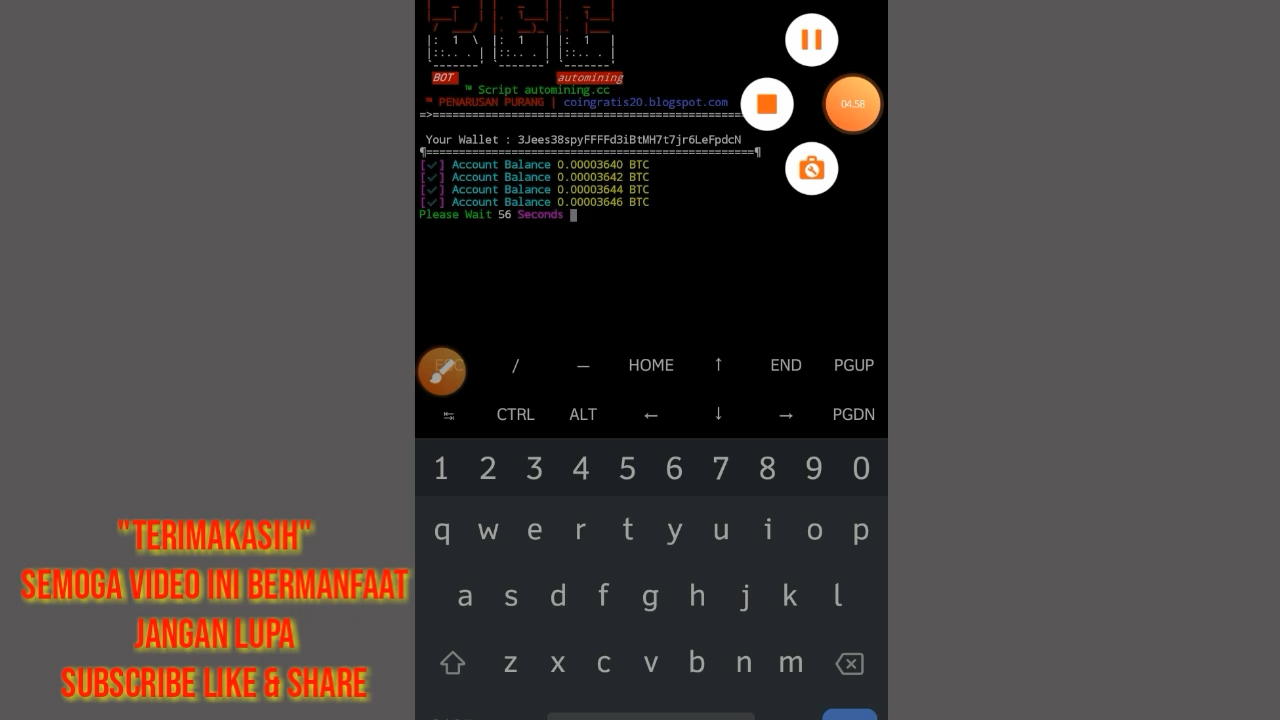 BOT automining
™ Script automining.cc
™ PENARUSAN PURANG | coingratis20.blogspot.com
=>==============================================
Your Wallet : 3Jees38spyFFFFd3iBtMH7t7jr6LeFpdcN
¶==================================================¶
[✓] Account Balance 0.00003640 BTC
[✓] Account Balance 0.00003642 BTC
[✓] Account Balance 0.00003644 BTC
[✓] Account Balance 0.00003646 BTC
Please Wait 56 Seconds
04.58
ESC / — HOME ↑ END PGUP
↹ CTRL ALT ← ↓ → PGDN
1 2 3 4 5 6 7 8 9 0
q w e r t y u i o p
a s d f g h j k l
z x c v b n m
"TERIMAKASIH"
SEMOGA VIDEO INI BERMANFAAT
JANGAN LUPA
SUBSCRIBE LIKE & SHARE